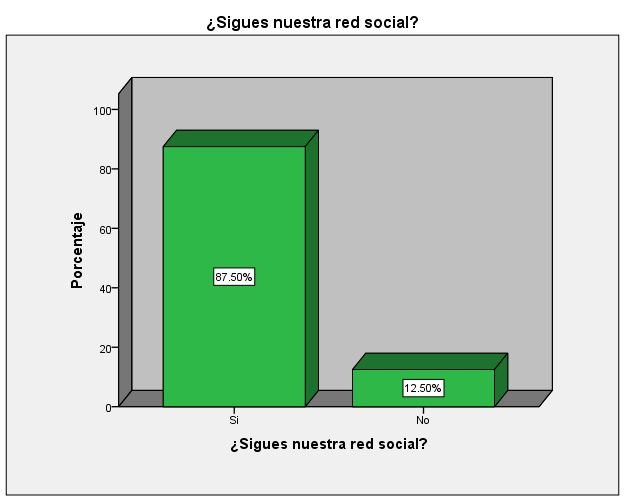 ¿Sigues nuestra red social?
Porcentaje
100
80
60
40
20
0
87.50%
12.50%
Si
No
¿Sigues nuestra red social?